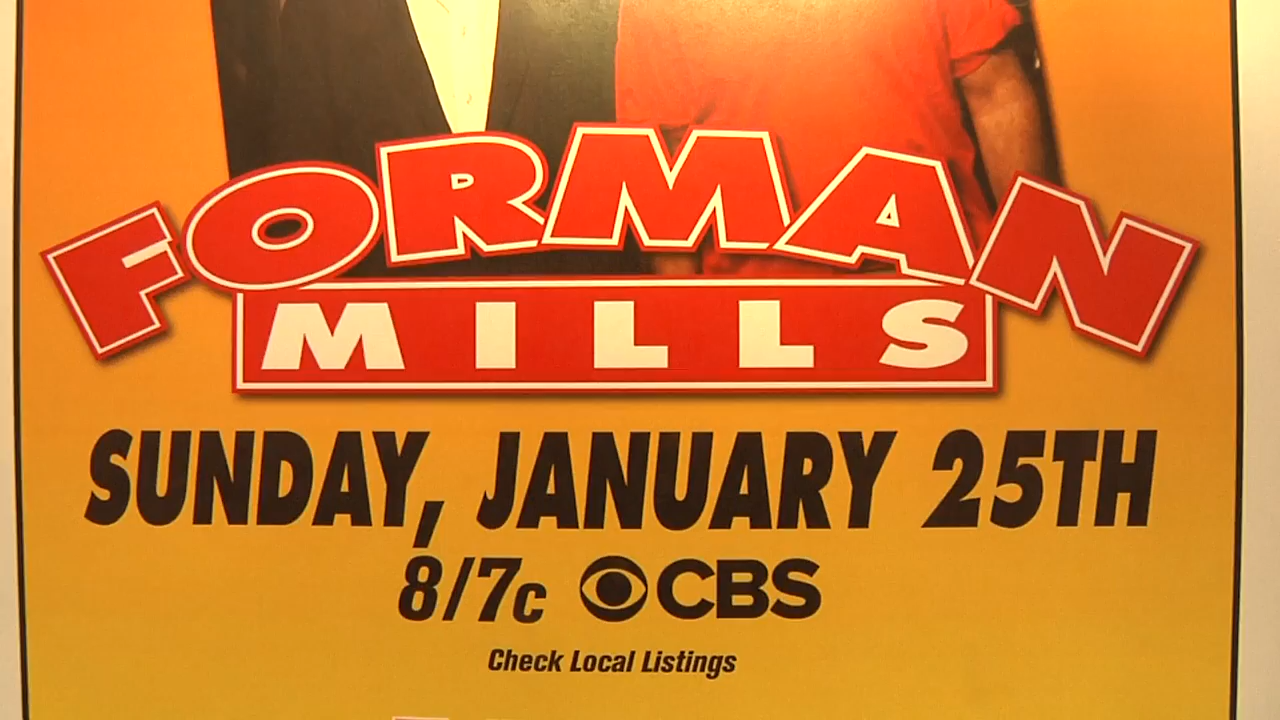 FORMAN
MILLS
SUNDAY, JANUARY 25TH
8/7c CBS
Check Local Listings